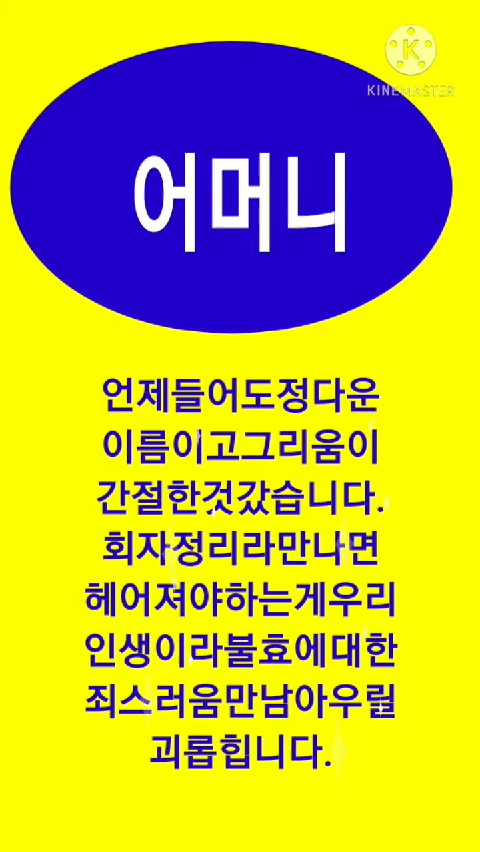 KINEMASTER
어머니
언제들어도정다운
이름이고그리움이
간절한것갔습니다.
회자정리라만나면
헤어져야하는게우리
인생이라불효에대한
죄스러움만남아우릴
괴롭힙니다.